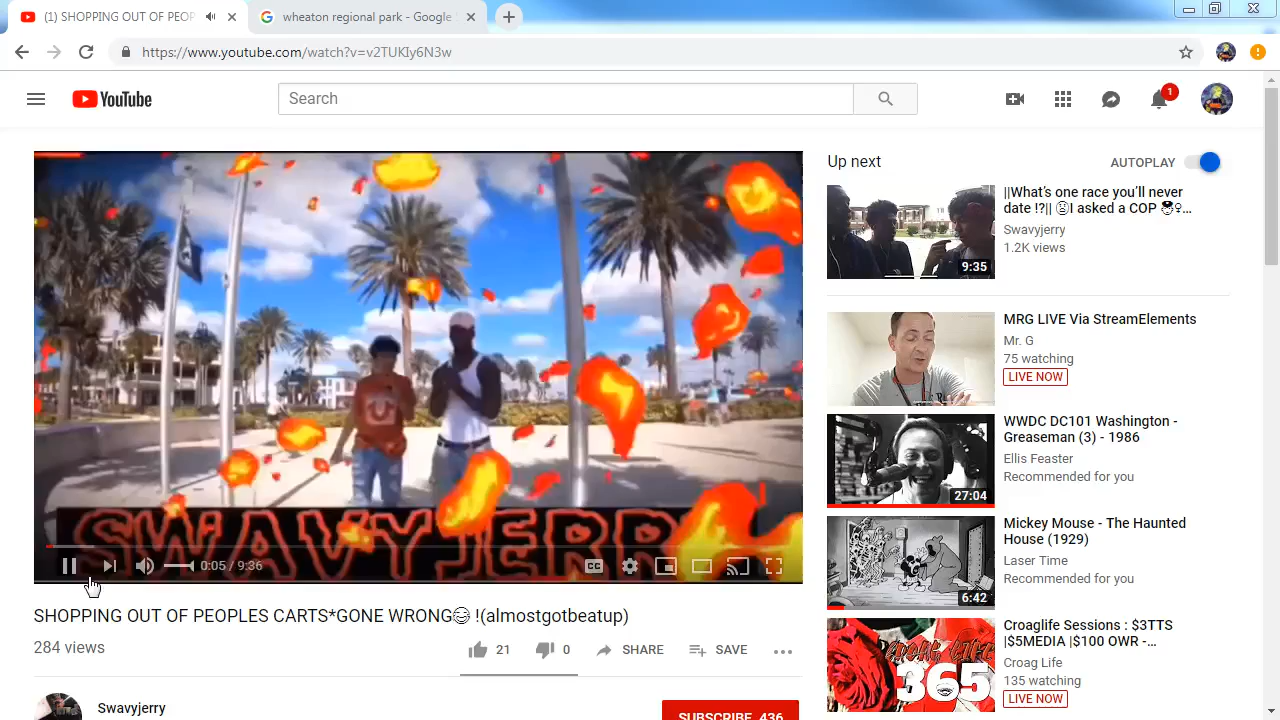 (1) SHOPPING OUT OF PEOP
wheaton regional park - Google
https://www.youtube.com/watch?v=v2TUKIy6N3w
YouTube
Search
1
SWAVYJERR
0:05 / 9:36
CC
SHOPPING OUT OF PEOPLES CARTS*GONE WRONG😂 !(almostgotbeatup)
284 views
21
0
SHARE
SAVE
Swavyjerry
SUBSCRIBE 436
Up next
AUTOPLAY
9:35
||What's one race you'll never
date !?|| I asked a COP
Swavyjerry
1.2K views
MRG LIVE Via StreamElements
Mr. G
75 watching
LIVE NOW
27:04
WWDC DC101 Washington -
Greaseman (3) - 1986
Ellis Feaster
Recommended for you
6:42
Mickey Mouse - The Haunted
House (1929)
Laser Time
Recommended for you
365
Croaglife Sessions : $3TTS
|$5MEDIA |$100 OWR -...
Croag Life
135 watching
LIVE NOW